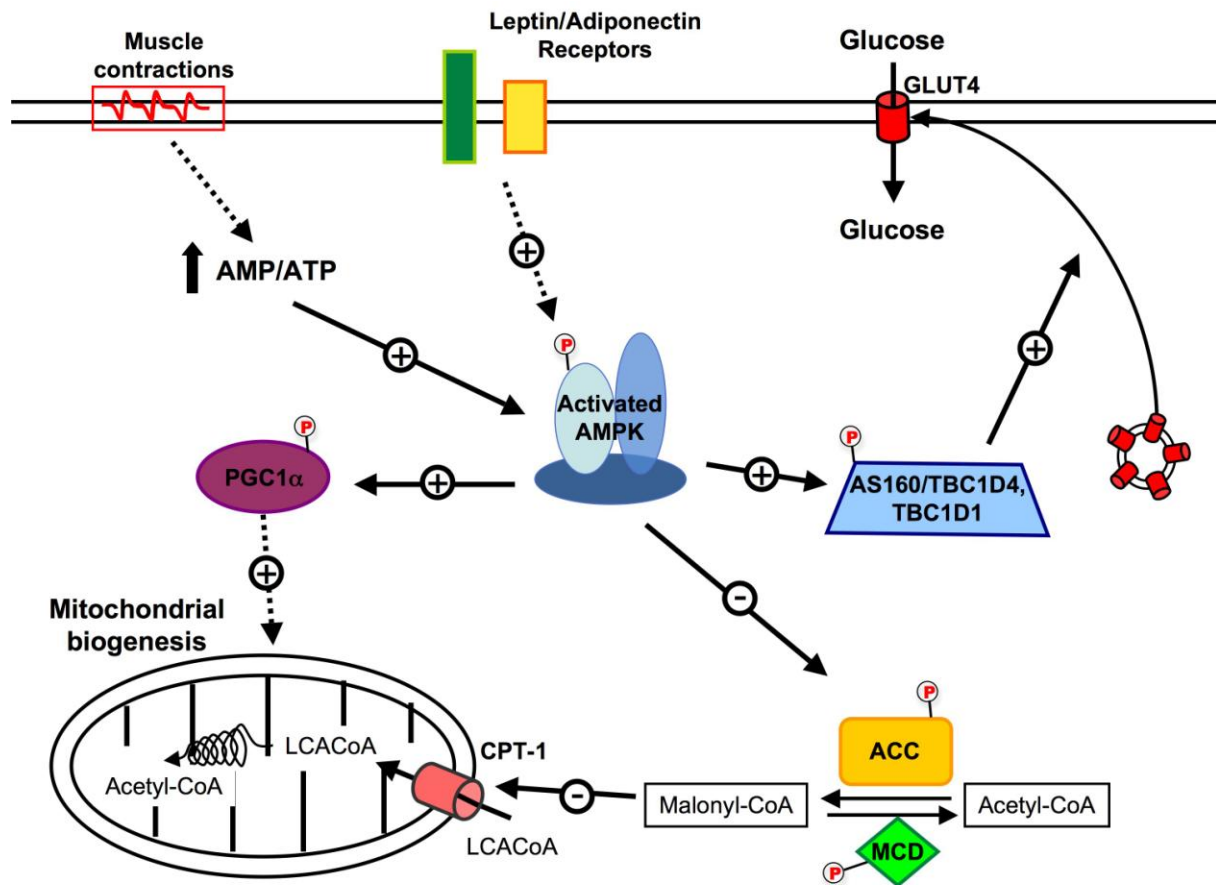 Muscle
contractions
Leptin/Adiponectin
Receptors
Glucose
GLUT4
Glucose
AMP/ATP
+
+
P
Activated
AMPK
+
P
PGC1α
+
+
P
AS160/TBC1D4,
TBC1D1
+
-
Mitochondrial
biogenesis
P
ACC
CPT-1
LCACoA
Acetyl-CoA
-
Malonyl-CoA
Acetyl-CoA
LCACoA
MCD
P